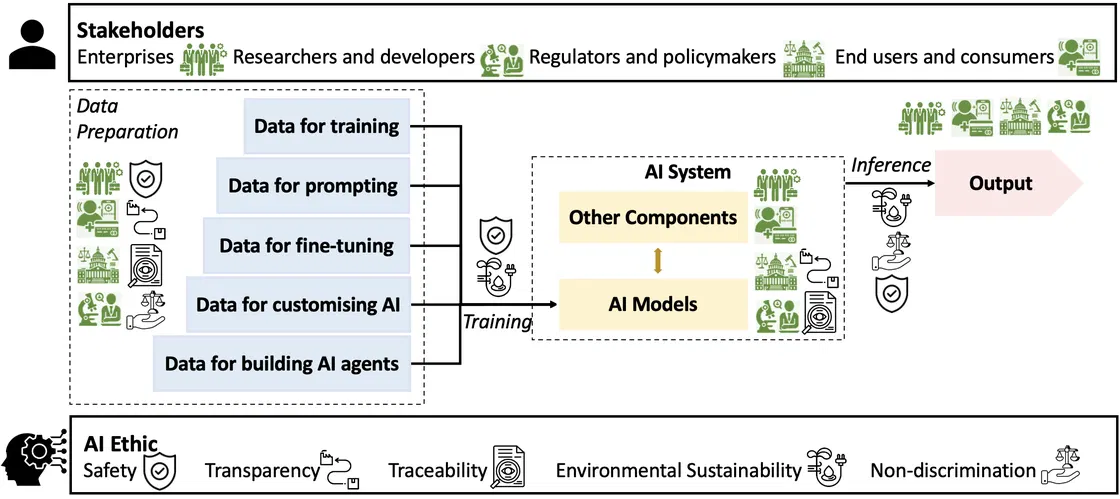 Stakeholders
Enterprises Researchers and developers Regulators and policymakers End users and consumers
Data
Preparation
Data for training
Data for prompting
Data for fine-tuning
Data for customising AI
Data for building AI agents
Training
AI System
Other Components
AI Models
Inference
Output
AI Ethic
Safety Transparency Traceability Environmental Sustainability Non-discrimination